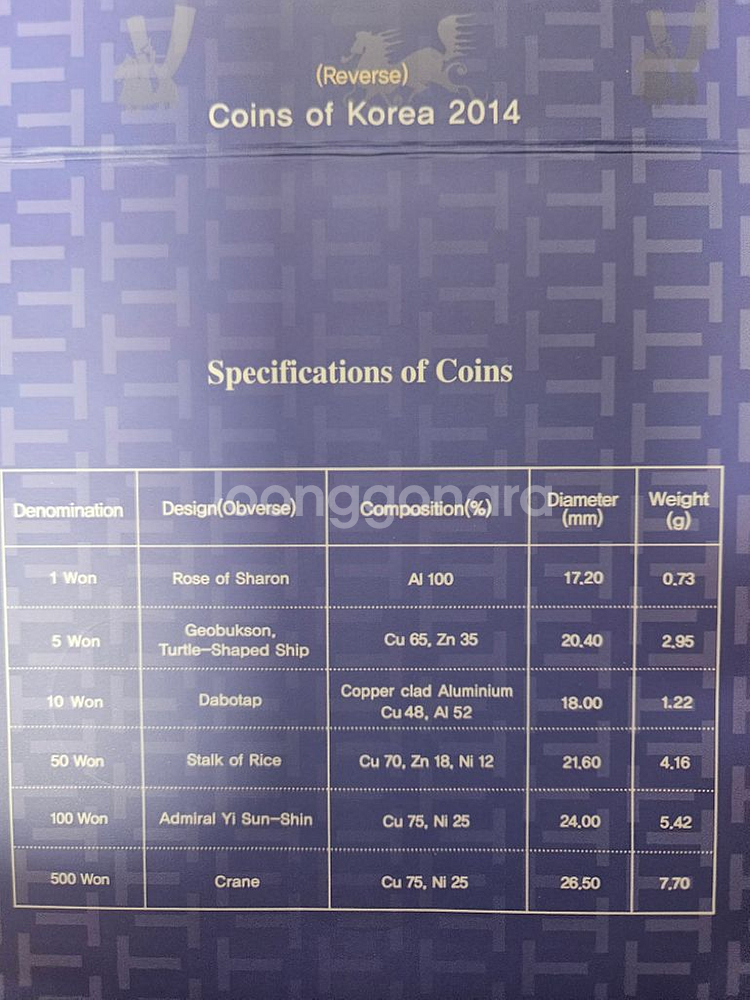 (Reverse)
Coins of Korea 2014
Specifications of Coins
Denomination Design(Obverse) Composition(%) Diameter (mm) Weight (g)
1 Won Rose of Sharon Al 100 17.20 0.73
5 Won Geobukson, Turtle-Shaped Ship Cu 65, Zn 35 20.40 2.95
10 Won Dabotap Copper clad Aluminium Cu 48, Al 52 18.00 1.22
50 Won Stalk of Rice Cu 70, Zn 18, Ni 12 21.60 4.16
100 Won Admiral Yi Sun-Shin Cu 75, Ni 25 24.00 5.42
500 Won Crane Cu 75, Ni 25 26.50 7.70
joonggonara